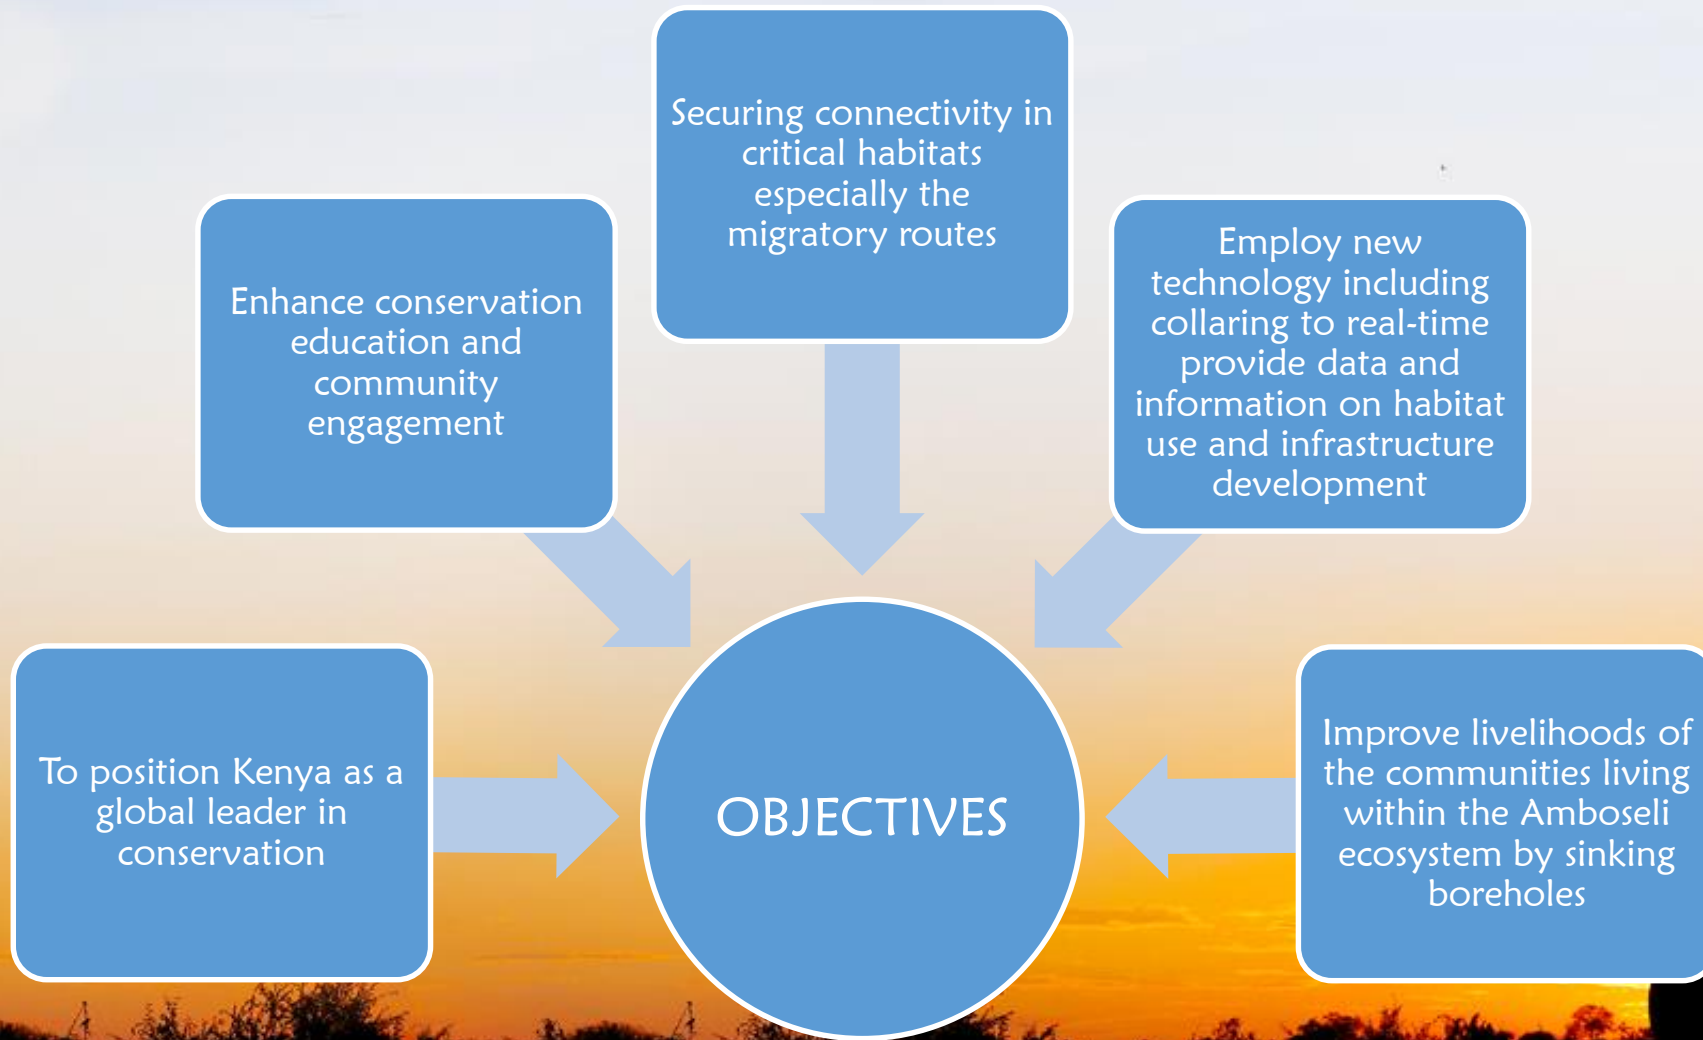 Securing connectivity in
critical habitats
especially the
migratory routes
Enhance conservation
education and
community
engagement
Employ new
technology including
collaring to real-time
provide data and
information on habitat
use and infrastructure
development
To position Kenya as a
global leader in
conservation
OBJECTIVES
Improve livelihoods of
the communities living
within the Amboseli
ecosystem by sinking
boreholes